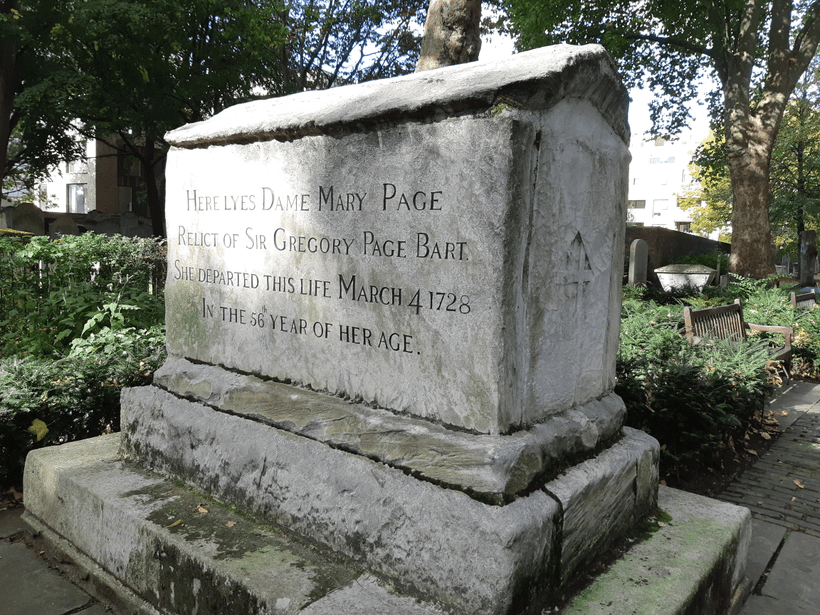 HERE LYES DAME MARY PAGE
RELICT OF SIR GREGORY PAGE BART.
SHE DEPARTED THIS LIFE MARCH 4 1728
IN THE 56th YEAR OF HER AGE.